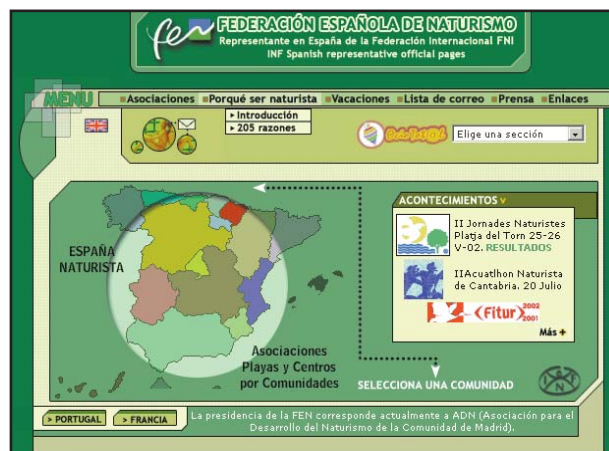 fen
FEDERACIÓN ESPAÑOLA DE NATURISMO
Representante en España de la Federación Internacional FNI
INF Spanish representative official pages
MENU
Asociaciones Porqué ser naturista Vacaciones Lista de correo Prensa Enlaces
Introducción
205 razones
Elige una sección
ESPAÑA
NATURISTA
Asociaciones
Playas y Centros
por Comunidades
ACONTECIMIENTOS
II Jornades Naturistes
Platja del Torn 25-26
V-02. RESULTADOS
IIAcuatlhon Naturista
de Cantabria. 20 Julio
Fitur 2002
2001
Más +
SELECCIONA UNA COMUNIDAD
> PORTUGAL > FRANCIA
La presidencia de la FEN corresponde actualmente a ADN (Asociación para el
Desarrollo del Naturismo de la Comunidad de Madrid).